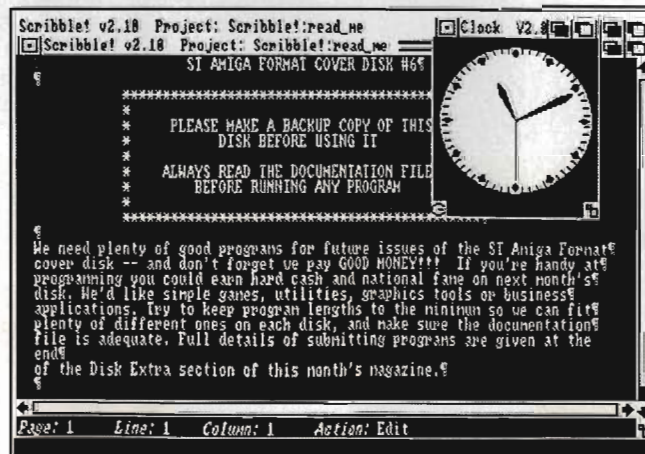 Scribble! v2.10 Project: Scribble!:read_me
Clock V2.
Scribble! v2.10 Project: Scribble!:read_me
ST AMIGA FORMAT COVER DISK #6¶
¶
*******************************************
*
* PLEASE MAKE A BACKUP COPY OF THIS
* DISK BEFORE USING IT
*
* ALWAYS READ THE DOCUMENTATION FILE
* BEFORE RUNNING ANY PROGRAM
*
*******************************************
¶
We need plenty of good programs for future issues of the ST Amiga Format¶
cover disk -- and don't forget we pay GOOD MONEY!!! If you're handy at¶
programming you could earn hard cash and national fame on next month's¶
disk. We'd like simple games, utilities, graphics tools or business¶
applications. Try to keep program lengths to the minimum so we can fit¶
plenty of different ones on each disk, and make sure the documentation¶
file is adequate. Full details of submitting programs are given at the
end¶
of the Disk Extra section of this month's magazine.¶
¶
Page: 1 Line: 1 Column: 1 Action: Edit